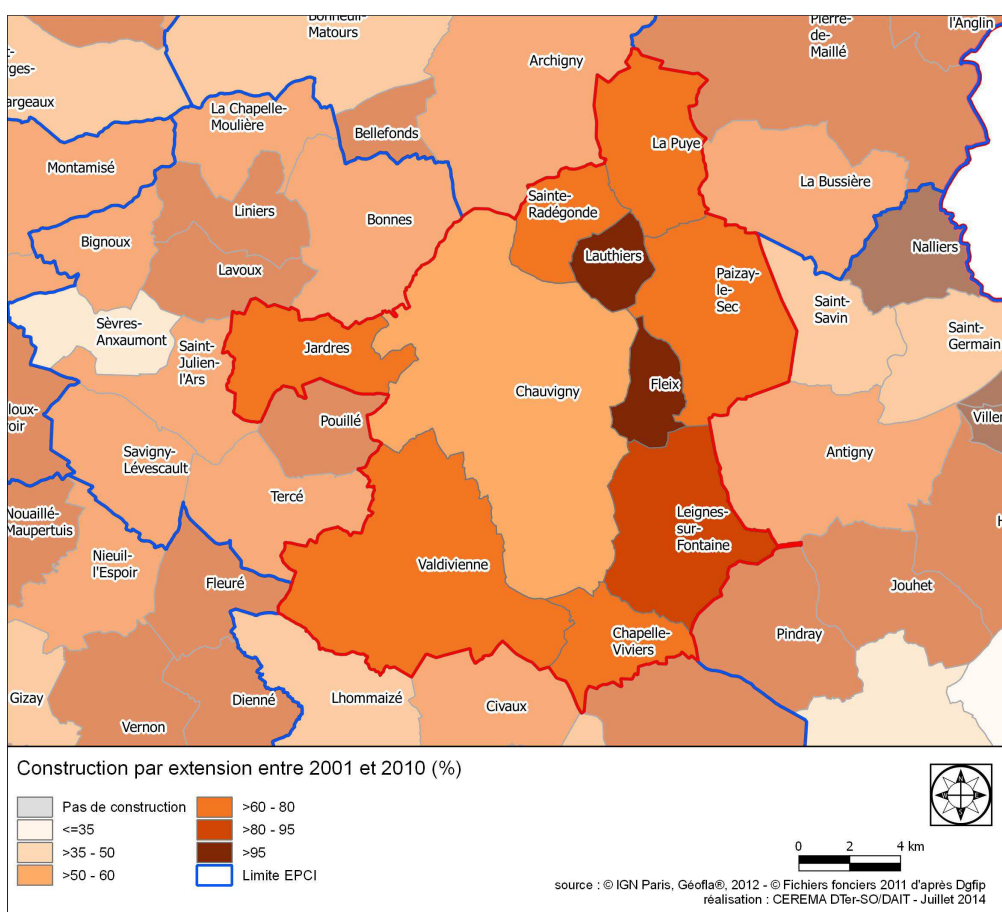 Bonneuil-
Matours
Pierre-
de-
Maillé
l'Anglin
Archigny
argeaux
La Chapelle-
Moulière
Bellefonds
La Puye
Montamisé
La Bussière
Sainte-
Radégonde
Liniers
Bonnes
Bignoux
Nalliers
Lauthiers
Lavoux
Paizay-
le-
Sec
Saint-
Savin
Sèvres-
Anxaumont
Saint-
Germain
Saint-
Julien-
l'Ars
Jardres
Chauvigny
Fleix
Pouillé
Savigny-
Lévescault
Antigny
Tercé
Nouaillé-
Maupertuis
Leignes-
sur-
Fontaine
Nieuil-
l'Espoir
Valdivienne
Fleuré
Jouhet
Chapelle-
Viviers
Pindray
Gizay
Dienné
Lhommaizé
Civaux
Vernon
Construction par extension entre 2001 et 2010 (%)
Pas de construction
<=35
>35 - 50
>50 - 60
>60 - 80
>80 - 95
>95
Limite EPCI
0 2 4 km
source : © IGN Paris, Géofla®, 2012 - © Fichiers fonciers 2011 d'après Dgfip
réalisation : CEREMA DTer-SO/DAIT - Juillet 2014